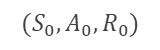 (S₀, A₀, R₀)